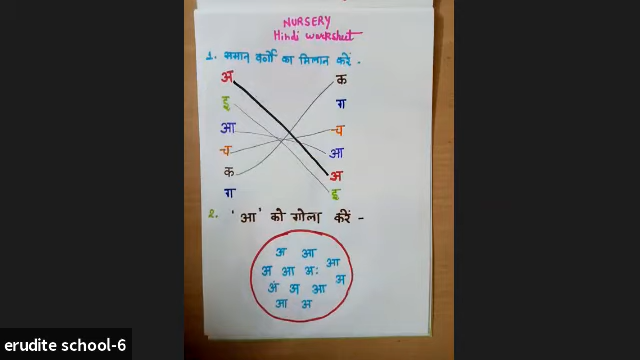 NURSERY
Hindi worksheet
1. समान वर्णों का मिलान करें -
अ क
इ ग
आ च
च आ
क अ
ग इ
2. 'आ' को गोला करें -
अ आ
अ आ अः आ
अं अ आ अ
आ अ
erudite school-6